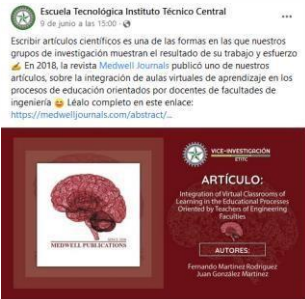 Escuela Tecnológica Instituto Técnico Central
9 de junio a las 15:00 ·
Escribir artículos científicos es una de las formas en las que nuestros
grupos de investigación muestran el resultado de su trabajo y esfuerzo
✍ En 2018, la revista Medwell Journals publicó uno de nuestros
artículos, sobre la integración de aulas virtuales de aprendizaje en los
procesos de educación orientados por docentes de facultades de
ingeniería 😃 Léalo completo en este enlace:
https://medwelljournals.com/abstract/...
VICE-INVESTIGACIÓN
ETITC
ARTÍCULO:
Integration of Virtual Classrooms of
Learning in the Educational Processes
Oriented by Teachers of Engineering
Faculties
MEDWELL PUBLICATIONS
AUTORES:
Fernando Martínez Rodríguez
Juan González Martínez